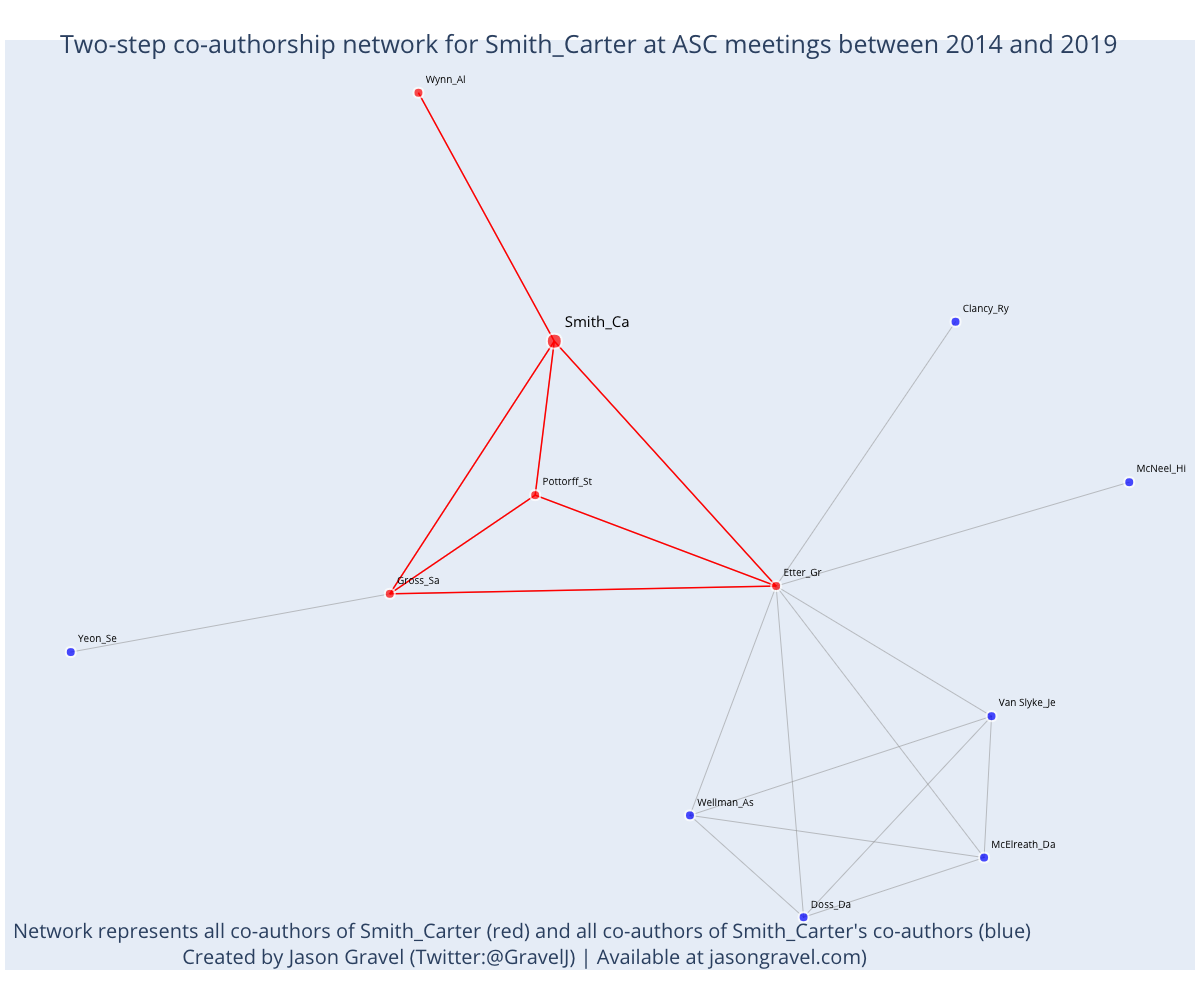 Two-step co-authorship network for Smith_Carter at ASC meetings between 2014 and 2019
Wynn_Al
Smith_Ca
Clancy_Ry
McNeel_Hi
Pottorff_St
Etter_Gr
Gross_Sa
Yeon_Se
Van Slyke_Je
Wellman_As
McElreath_Da
Doss_Da
Network represents all co-authors of Smith_Carter (red) and all co-authors of Smith_Carter's co-authors (blue)
Created by Jason Gravel (Twitter:@GravelJ) | Available at jasongravel.com)